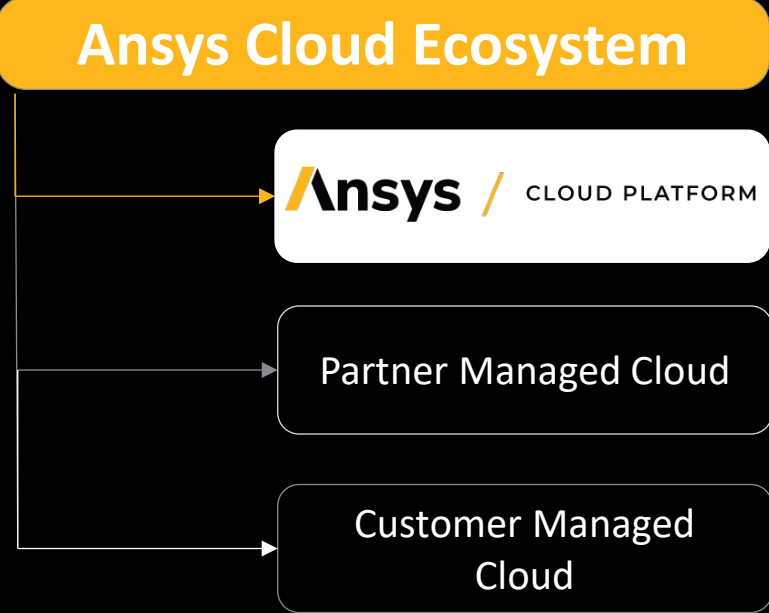 Ansys Cloud Ecosystem
Ansys / CLOUD PLATFORM
Partner Managed Cloud
Customer Managed
Cloud